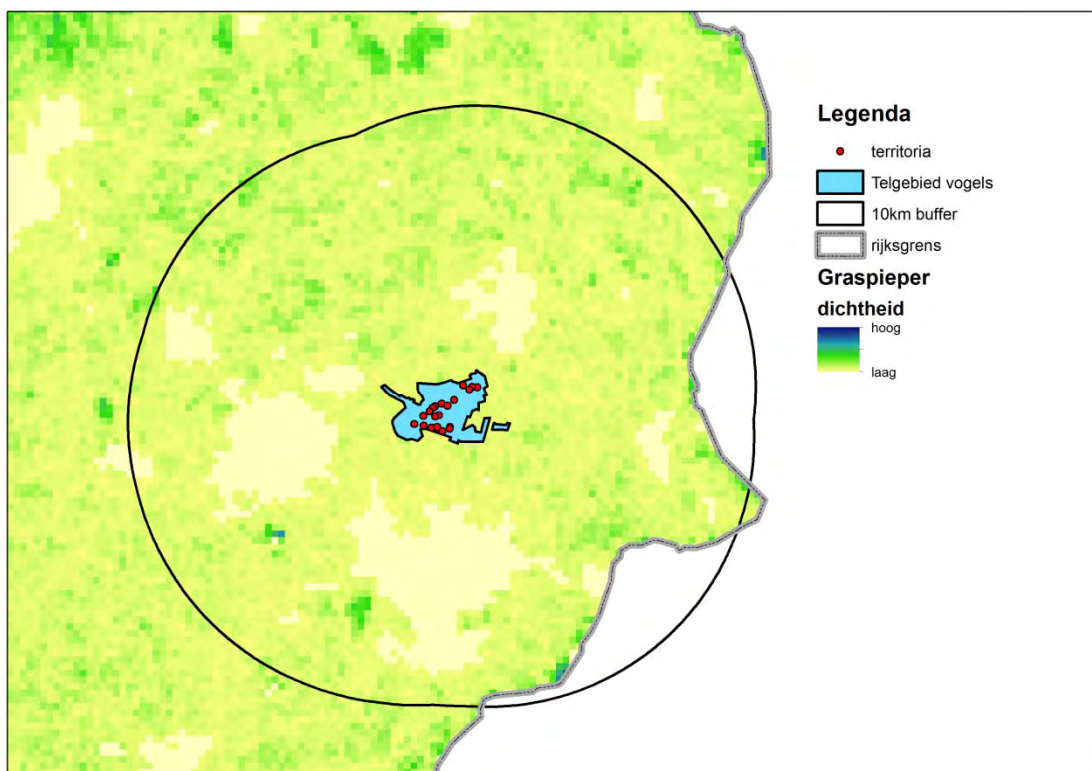 Legenda
territoria
Telgebied vogels
10km buffer
rijksgrens
Graspieper
dichtheid
hoog
laag